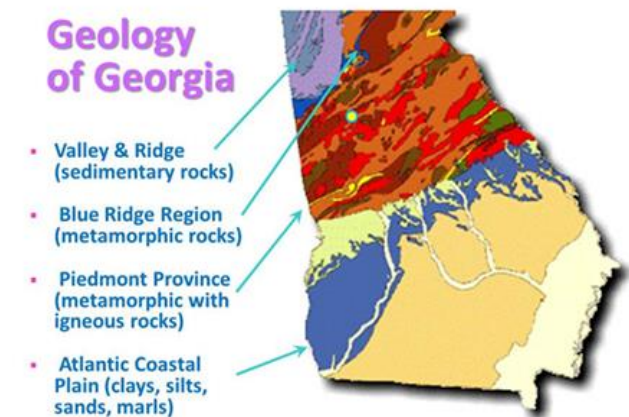 Geology
of Georgia
▪ Valley & Ridge
(sedimentary rocks)
▪ Blue Ridge Region
(metamorphic rocks)
▪ Piedmont Province
(metamorphic with
igneous rocks)
▪ Atlantic Coastal
Plain (clays, silts,
sands, marls)